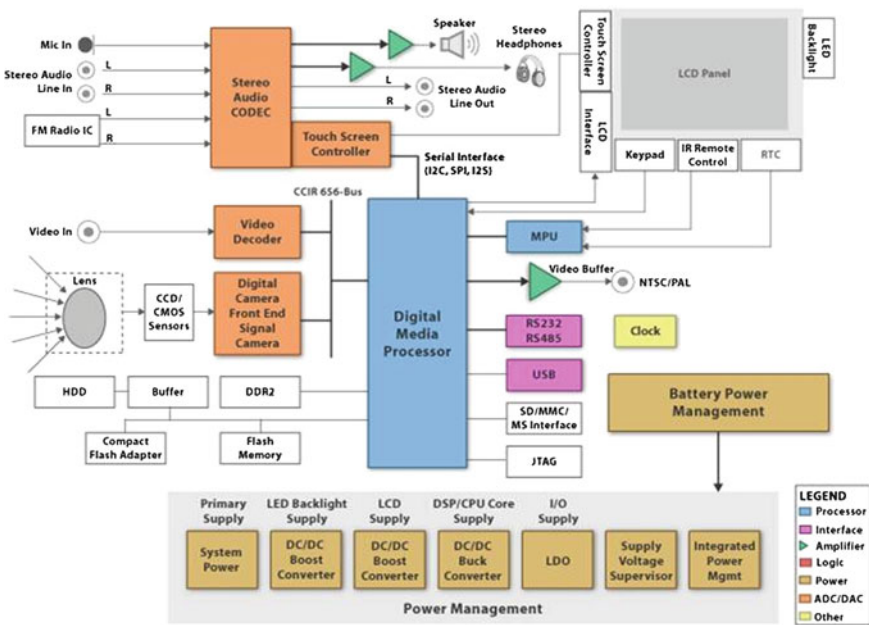 Mic In
Stereo Audio
Line In
L
R
FM Radio IC
L
R
Stereo
Audio
CODEC
Touch Screen
Controller
Speaker
Stereo
Headphones
L
R
Stereo Audio
Line Out
Touch Screen
Controller
LCD
Interface
LCD Panel
LED
Backlight
Keypad
IR Remote
Control
RTC
Serial Interface
(I2C, SPI, I2S)
CCIR 656-Bus
Video In
Video
Decoder
Lens
CCD/
CMOS
Sensors
Digital
Camera
Front End
Signal
Camera
Digital
Media
Processor
MPU
Video Buffer
NTSC/PAL
RS232
RS485
Clock
USB
HDD
Buffer
DDR2
Compact
Flash Adapter
Flash
Memory
SD/MMC/
MS Interface
JTAG
Battery Power
Management
Primary
Supply
LED Backlight
Supply
LCD
Supply
DSP/CPU Core
Supply
I/O
Supply
System
Power
DC/DC
Boost
Converter
DC/DC
Boost
Converter
DC/DC
Buck
Converter
LDO
Supply
Voltage
Supervisor
Integrated
Power
Mgmt
Power Management
LEGEND
Processor
Interface
Amplifier
Logic
Power
ADC/DAC
Other